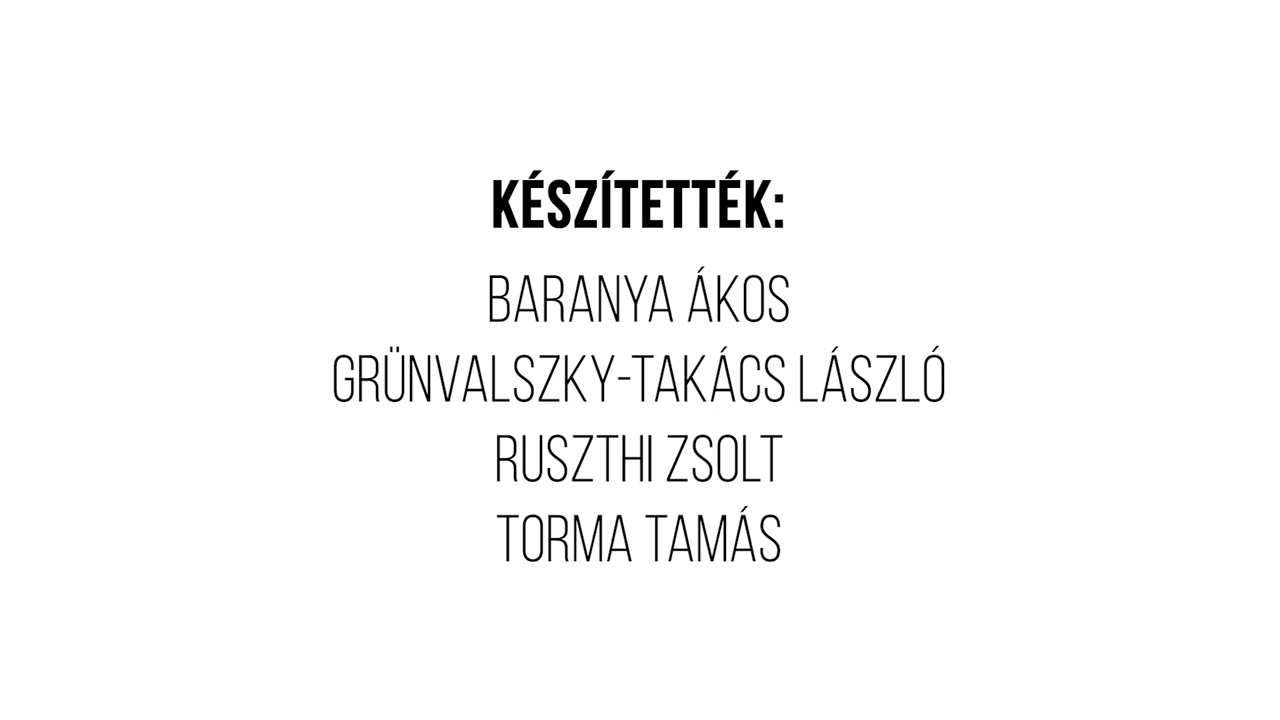 KÉSZÍTETTÉK:
BARANYA ÁKOS
GRÜNVALSZKY-TAKÁCS LÁSZLÓ
RUSZTHI ZSOLT
TORMA TAMÁS